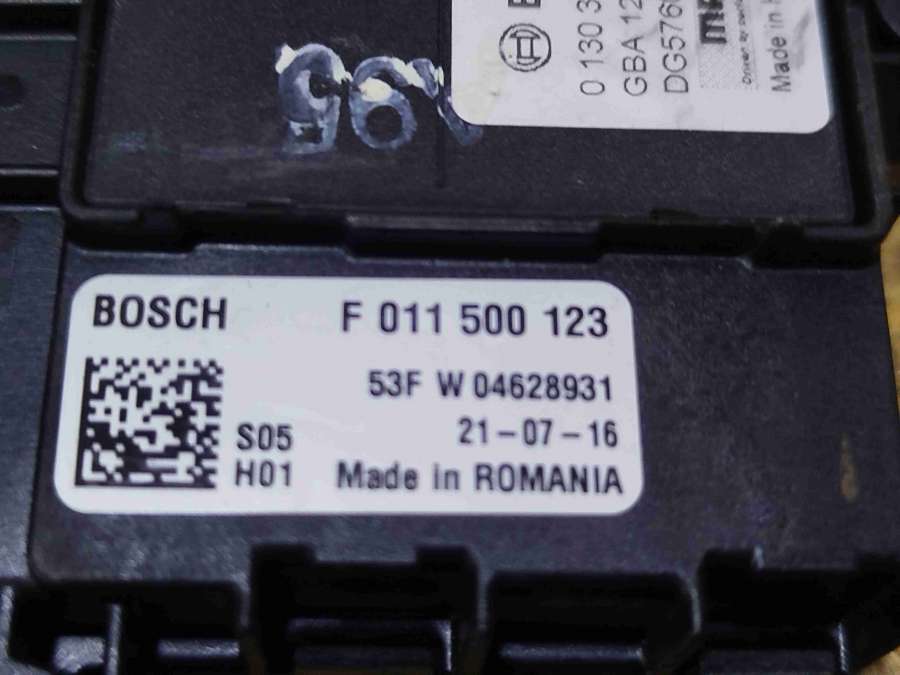 0 130 3
GBA 12
DG576
Made in
BOSCH F 011 500 123
53F W 04628931
S05 21-07-16
H01 Made in ROMANIA